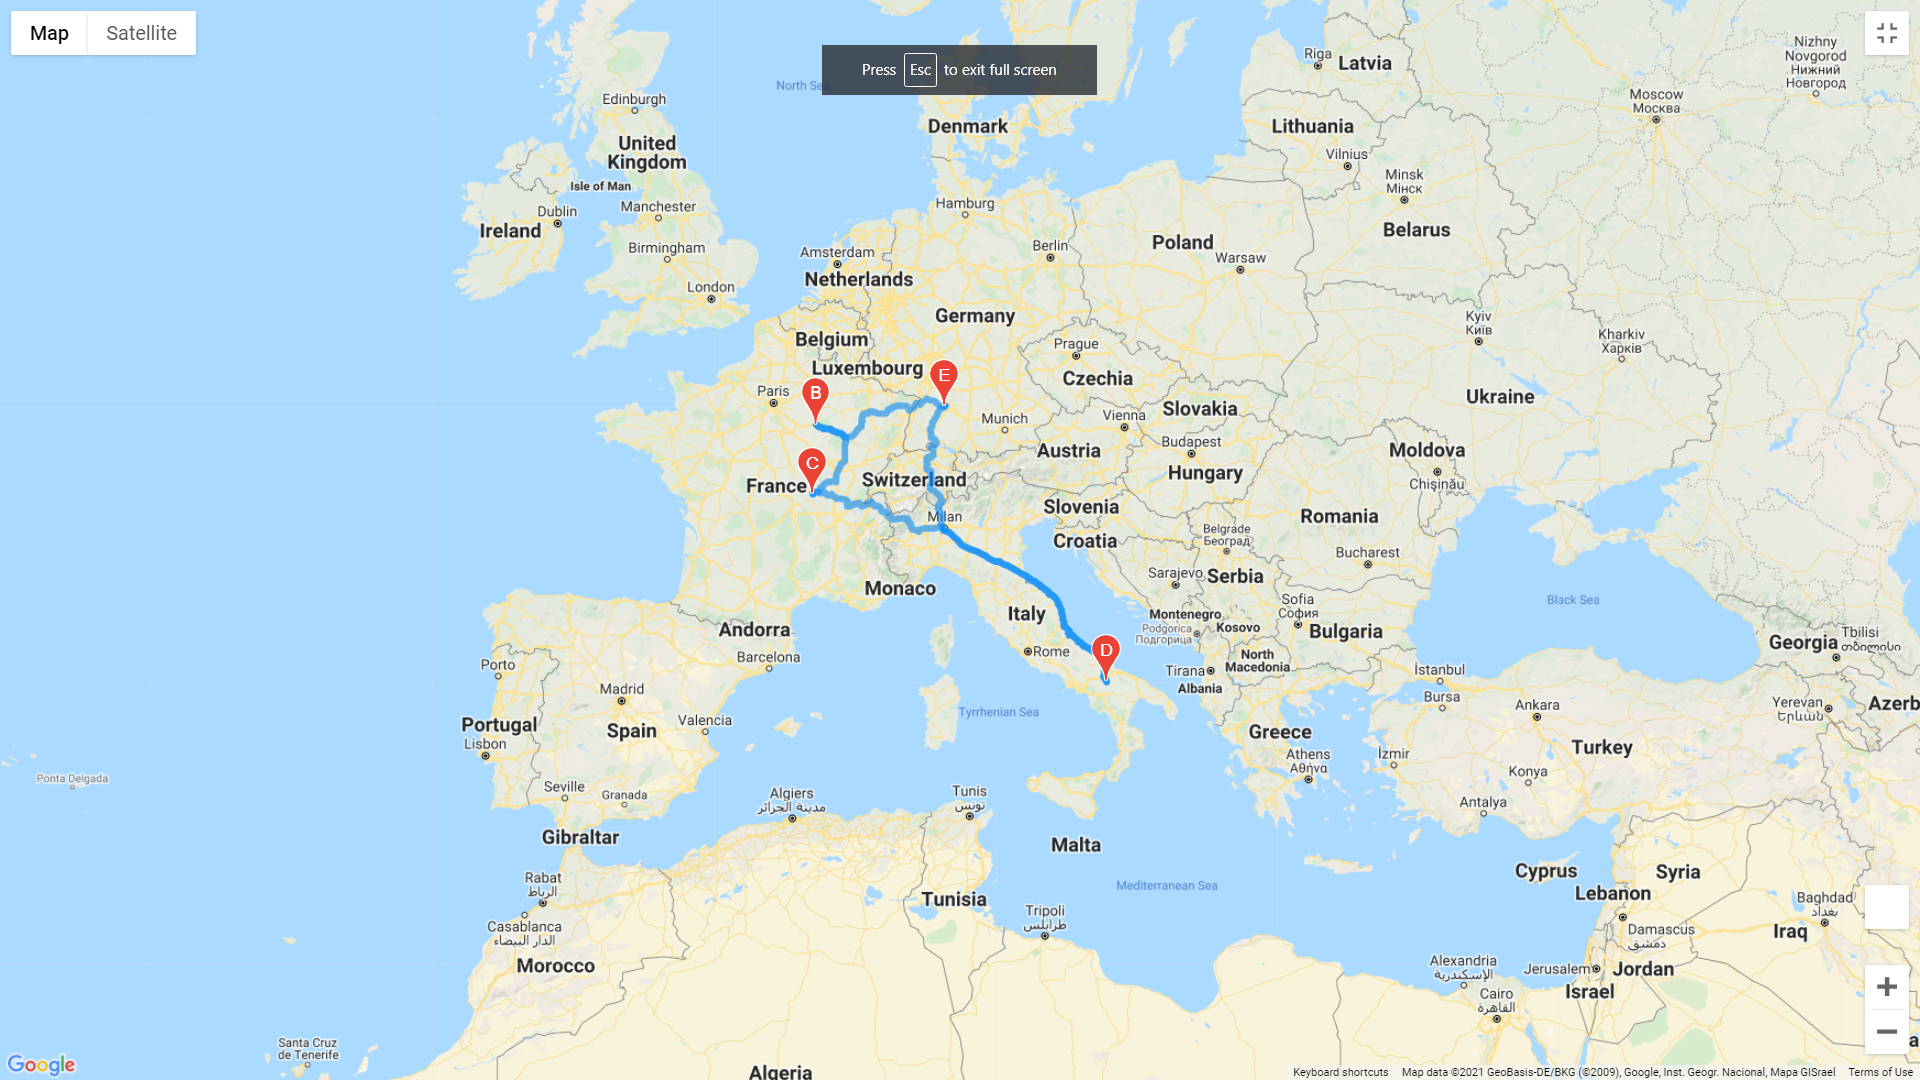 Map
Satellite
Press Esc to exit full screen
North Sea
Riga
Latvia
Nizhny
Novgorod
Нижний
Новгород
Moscow
Москва
Edinburgh
Denmark
Lithuania
United
Kingdom
Vilnius
Minsk
Мінск
Isle of Man
Manchester
Hamburg
Dublin
Ireland
Belarus
Birmingham
Amsterdam
Berlin
Poland
Warsaw
Netherlands
London
Germany
Kyiv
Київ
Kharkiv
Харків
Belgium
Prague
Luxembourg
E
Czechia
Paris
B
Ukraine
Munich
Vienna
Slovakia
Budapest
Austria
Moldova
C
Hungary
Chișinău
France
Switzerland
Slovenia
Milan
Romania
Belgrade
Београд
Croatia
Bucharest
Sarajevo
Serbia
Monaco
Sofia
София
Black Sea
Italy
Montenegro
Podgorica
Подгорица
Kosovo
Bulgaria
Andorra
Tbilisi
თბილისი
Georgia
Barcelona
Rome
D
North
Macedonia
Porto
Tirana
Albania
İstanbul
Bursa
Madrid
Tyrrhenian Sea
Ankara
Yerevan
Երևան
Azerb
Portugal
Lisbon
Spain
Valencia
Greece
Athens
Αθήνα
İzmir
Turkey
Konya
Ponta Delgada
Seville
Granada
Algiers
مدينة الجزائر
Tunis
تونس
Antalya
Gibraltar
Malta
Cyprus
Syria
Rabat
الرباط
Mediterranean Sea
Lebanon
Tunisia
Baghdad
بغداد
Casablanca
الدار البيضاء
Tripoli
طرابلس
Damascus
دمشق
Iraq
Morocco
Alexandria
الإسكندرية
Jerusalem
Jordan
Israel
Cairo
القاهرة
Santa Cruz
de Tenerife
Algeria
Google
Keyboard shortcuts
Map data ©2021 GeoBasis-DE/BKG (©2009), Google, Inst. Geogr. Nacional, Mapa GISrael
Terms of Use